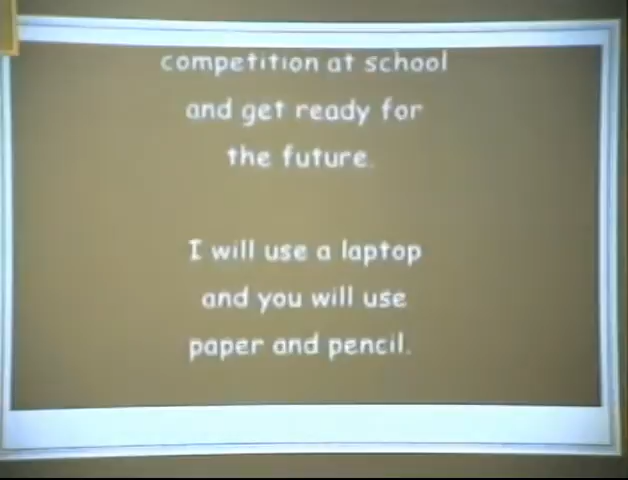 competition at school
and get ready for
the future.

I will use a laptop
and you will use
paper and pencil.